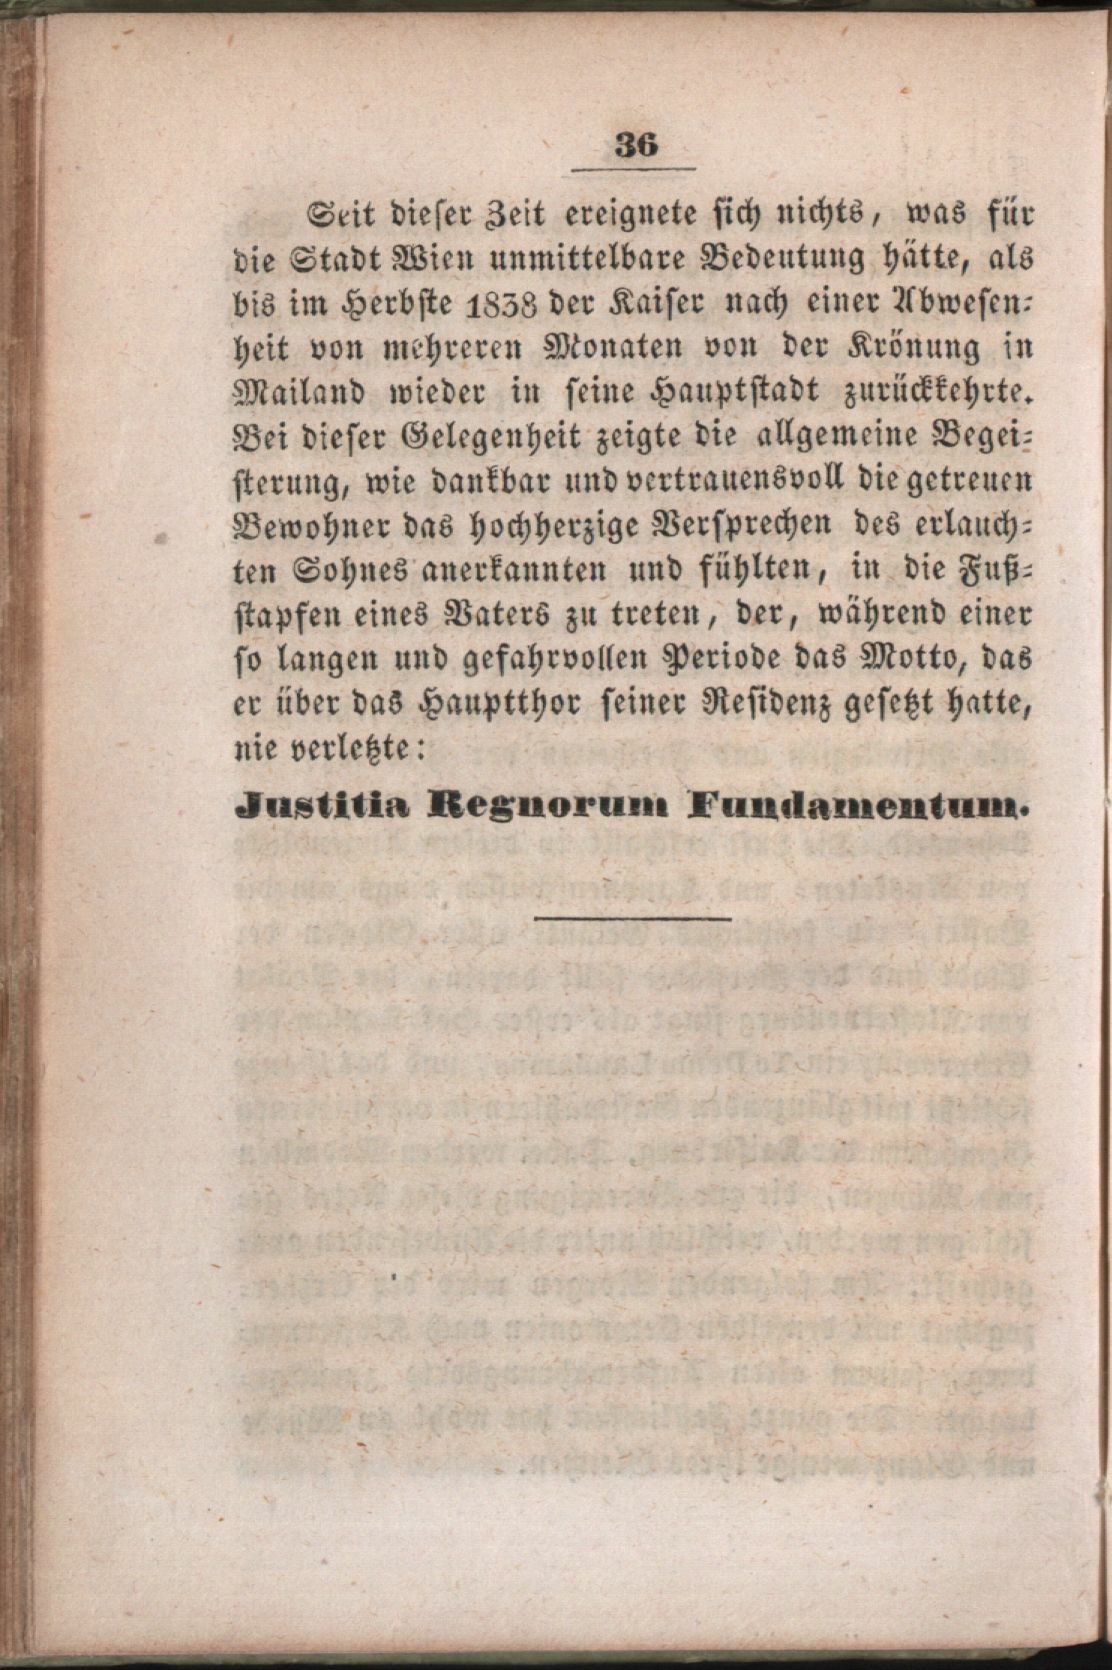 36
Seit dieser Zeit ereignete sich nichts, was für
die Stadt Wien unmittelbare Bedeutung hätte, als
bis im Herbste 1838 der Kaiser nach einer Abwesen-
heit von mehreren Monaten von der Krönung in
Mailand wieder in seine Hauptstadt zurückkehrte.
Bei dieser Gelegenheit zeigte die allgemeine Begei-
sterung, wie dankbar und vertrauensvoll die getreuen
Bewohner das hochherzige Versprechen des erlauch-
ten Sohnes anerkannten und fühlten, in die Fuß-
stapfen eines Vaters zu treten, der, während einer
so langen und gefahrvollen Periode das Motto, das
er über das Hauptthor seiner Residenz gesetzt hatte,
nie verletzte:
Justitia Regnorum Fundamentum.